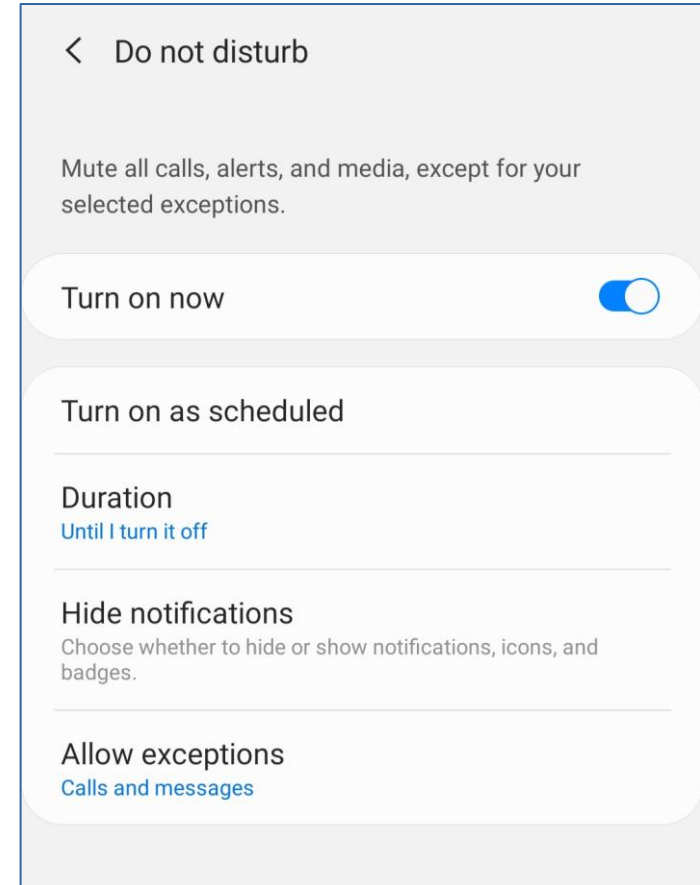 Do not disturb
Mute all calls, alerts, and media, except for your
selected exceptions.
Turn on now
Turn on as scheduled
Duration
Until I turn it off
Hide notifications
Choose whether to hide or show notifications, icons, and
badges.
Allow exceptions
Calls and messages